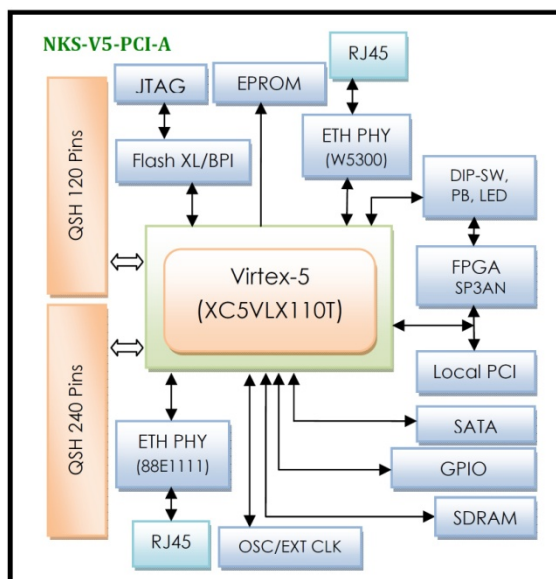 NKS-V5-PCI-A
RJ45
JTAG
EPROM
QSH 120 Pins
Flash XL/BPI
ETH PHY
(W5300)
DIP-SW,
PB, LED
Virtex-5
(XC5VLX110T)
FPGA
SP3AN
Local PCI
QSH 240 Pins
ETH PHY
(88E1111)
SATA
GPIO
SDRAM
RJ45
OSC/EXT CLK